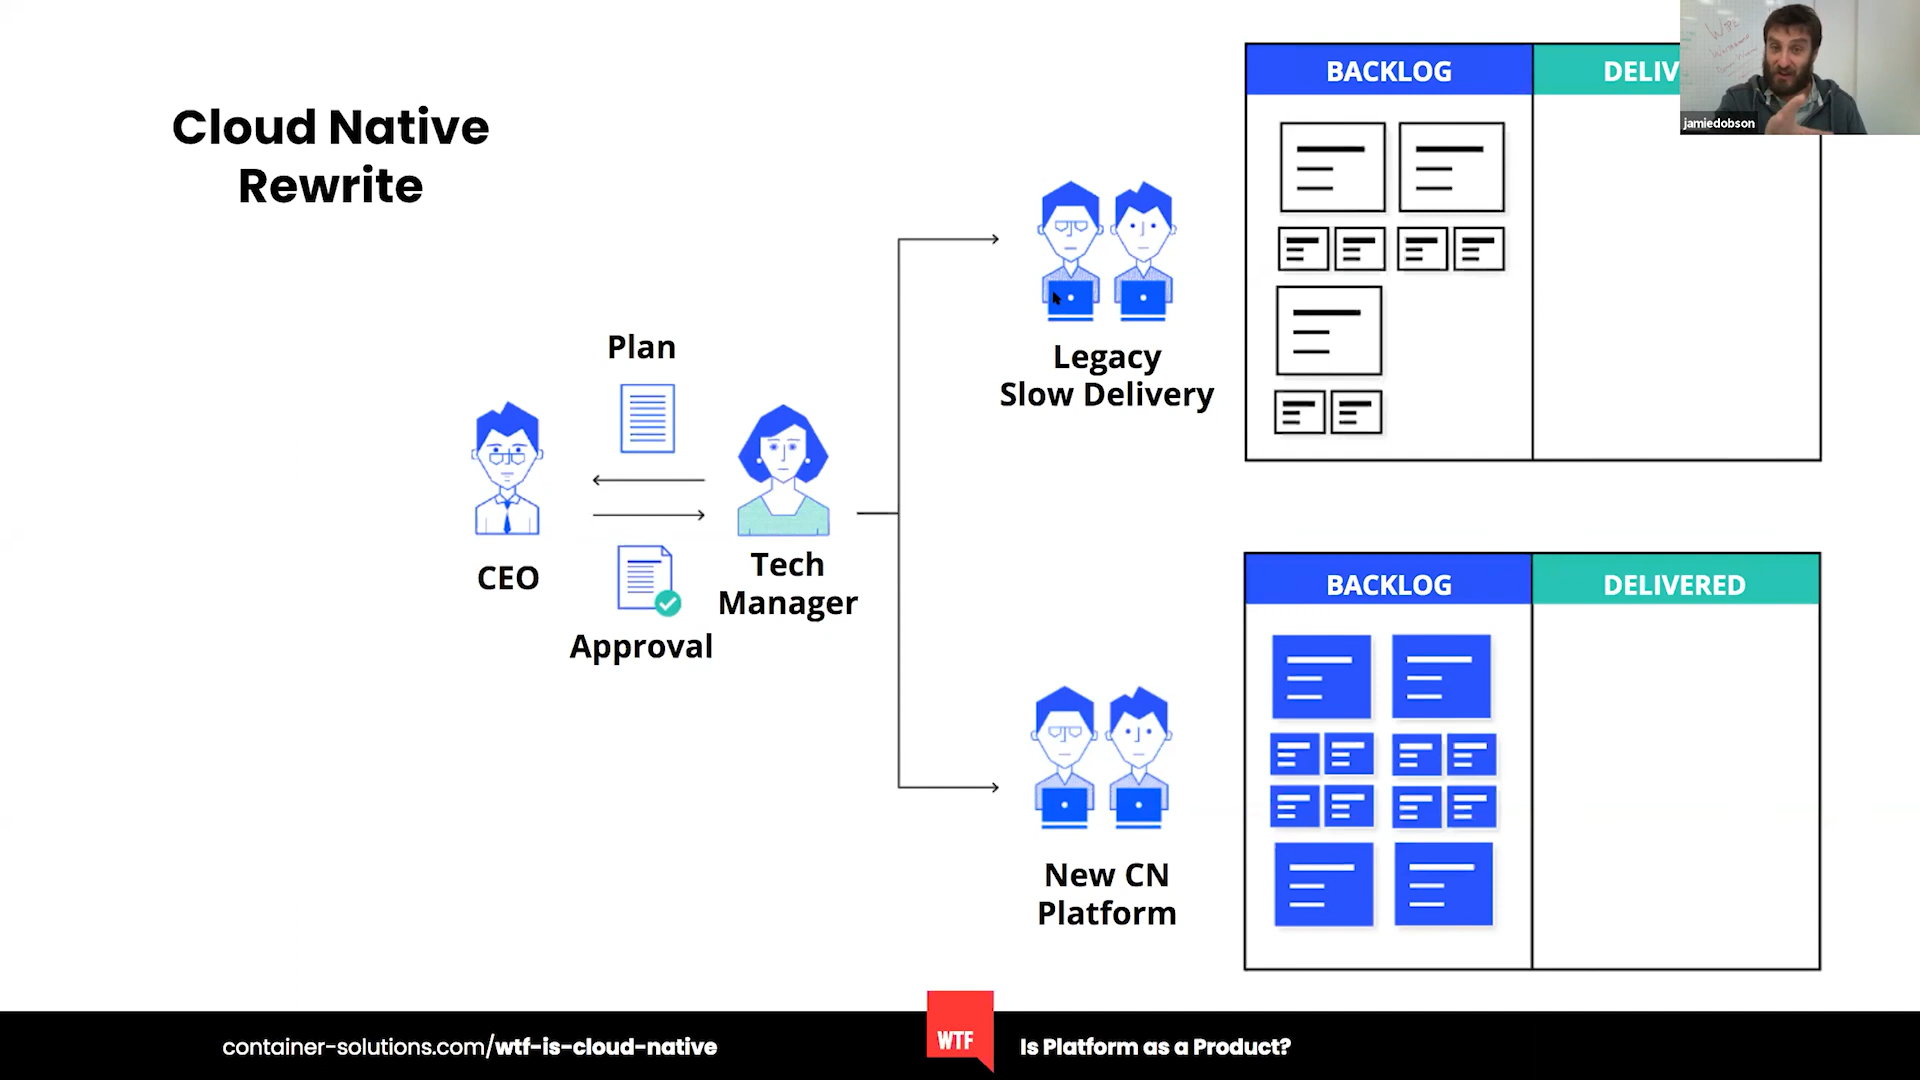 Cloud Native
Rewrite
Plan
CEO
Approval
Tech
Manager
Legacy
Slow Delivery
New CN
Platform
BACKLOG
DELIV
jamiedobson
BACKLOG
DELIVERED
container-solutions.com/wtf-is-cloud-native
WTF
Is Platform as a Product?